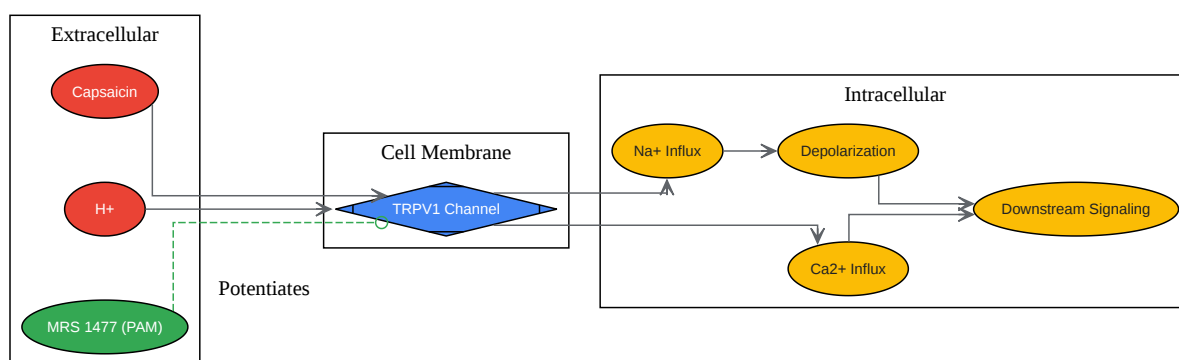 Extracellular
Capsaicin
H+
MRS 1477 (PAM)
Potentiates
Cell Membrane
TRPV1 Channel
Intracellular
Na+ Influx
Depolarization
Ca2+ Influx
Downstream Signaling